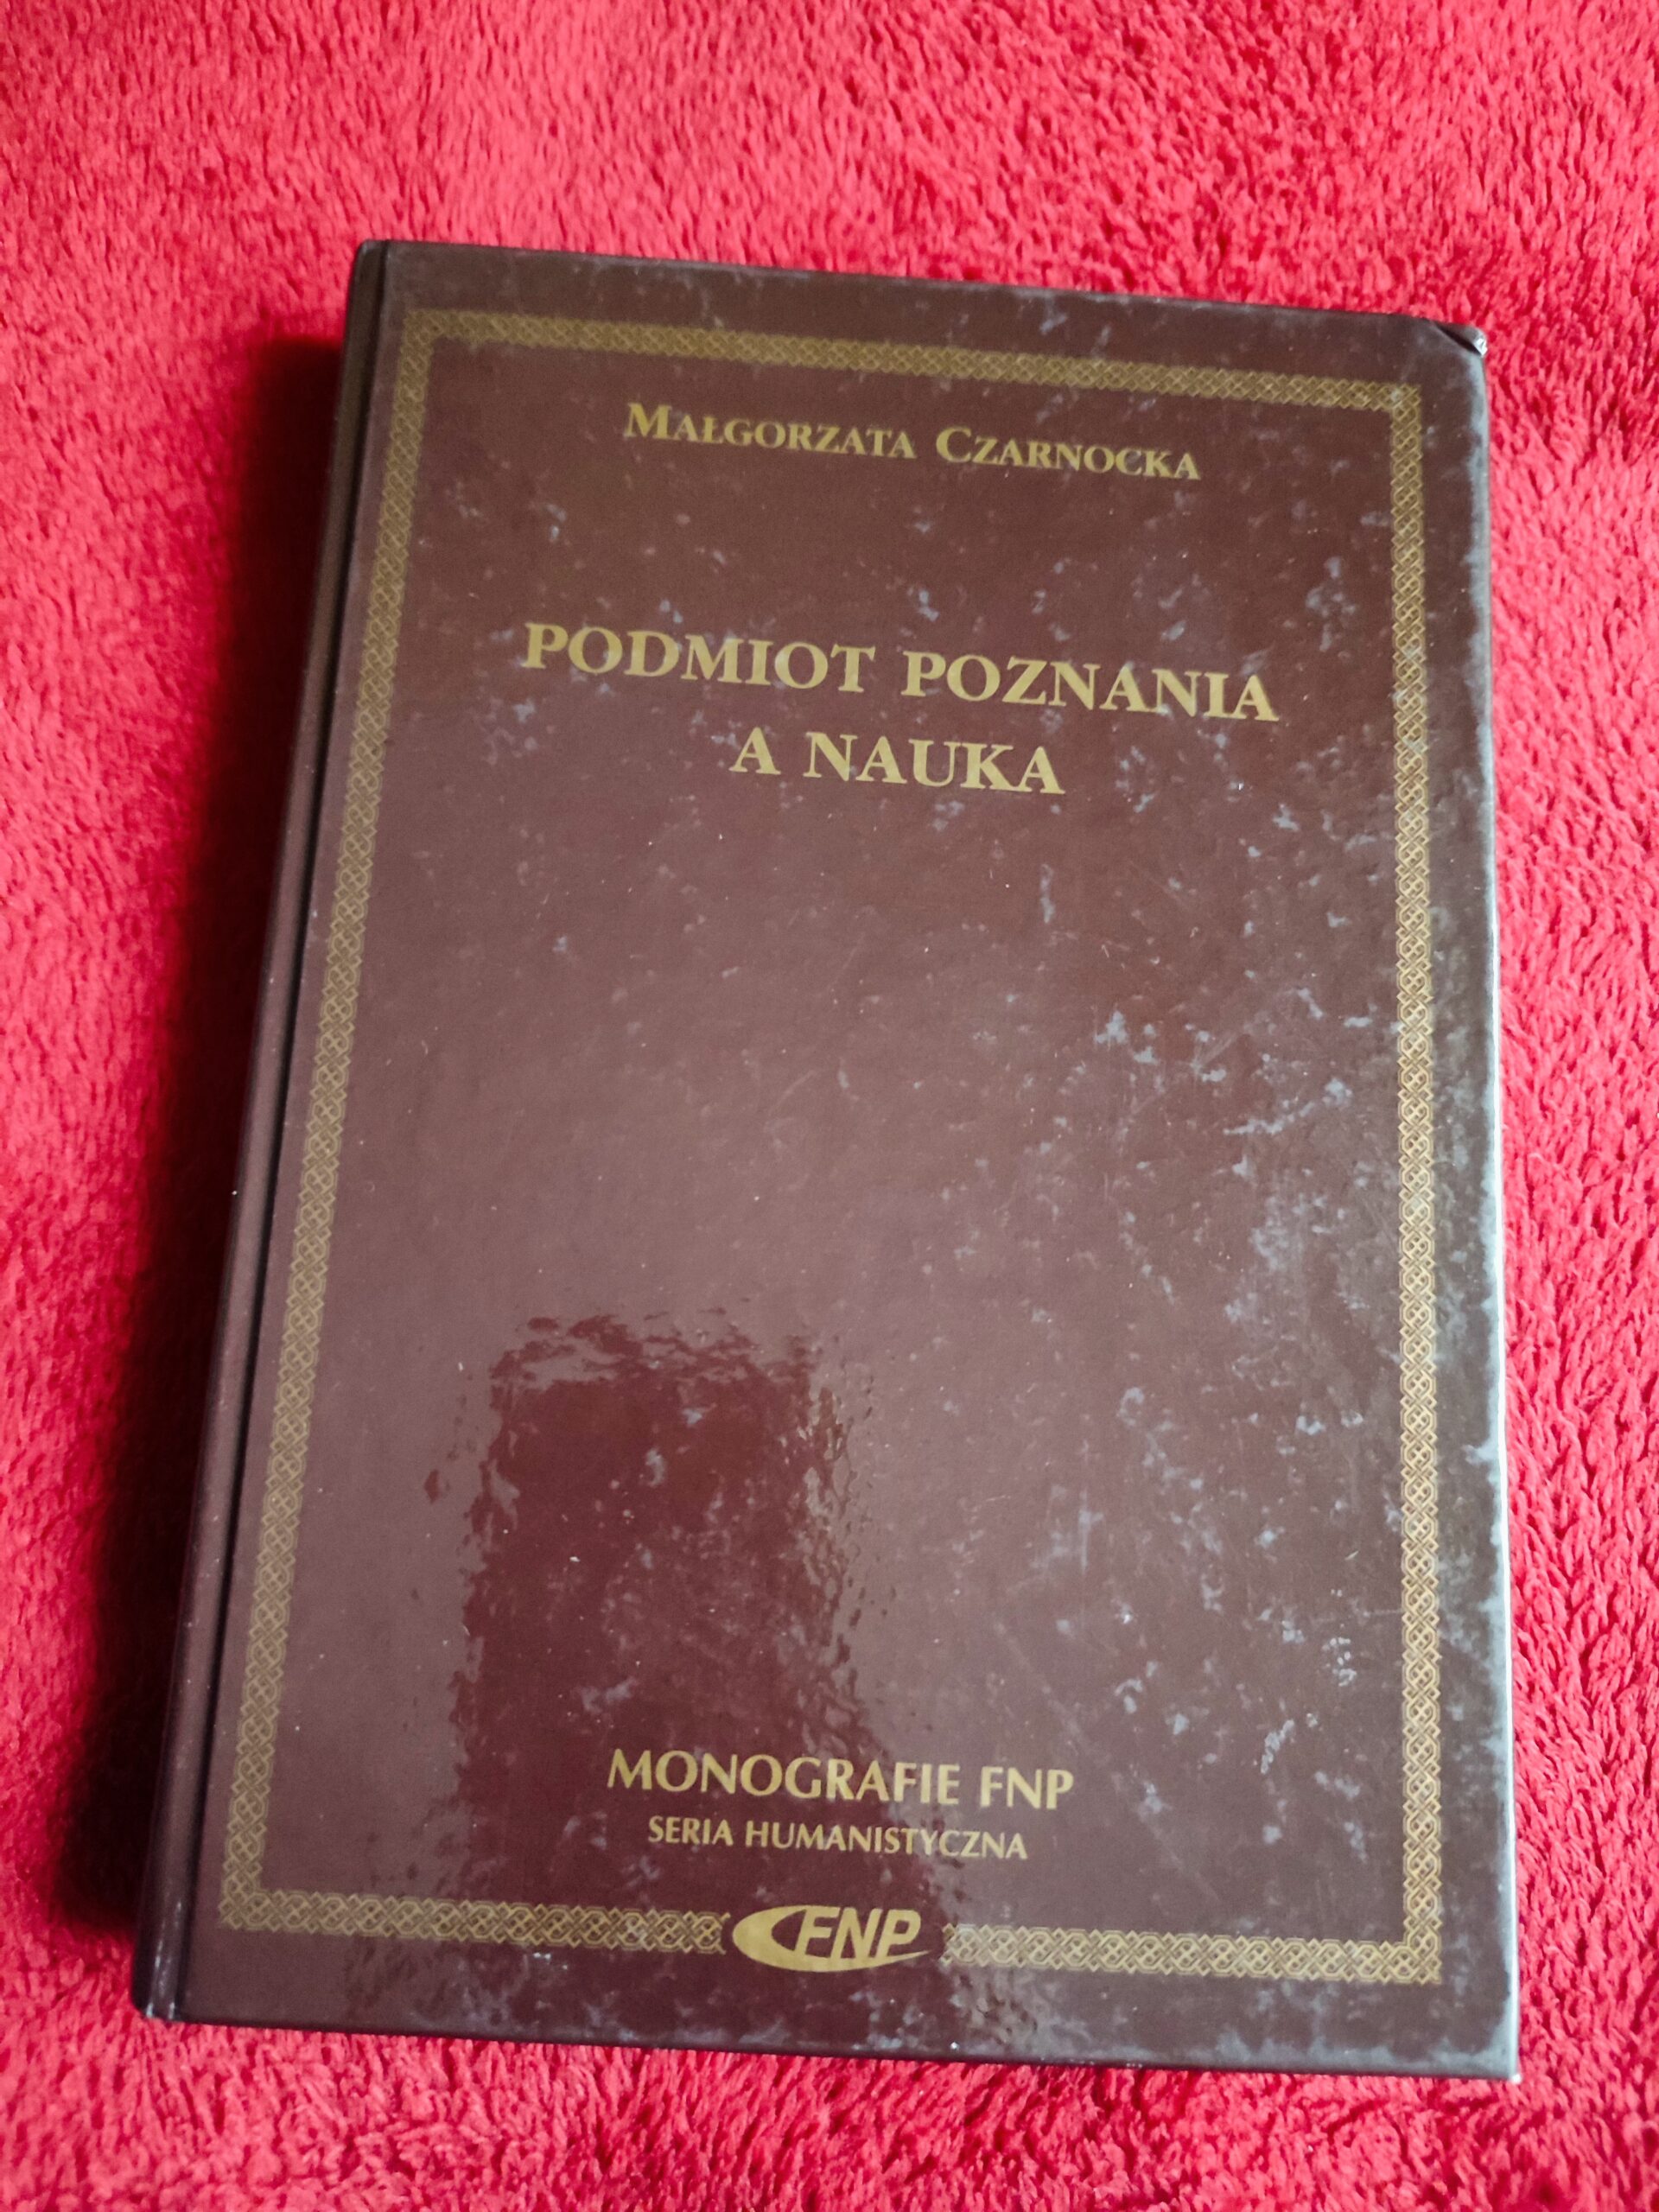 MAŁGORZATA CZARNOCKA
PODMIOT POZNANIA
A NAUKA
MONOGRAFIE FNP
SERIA HUMANISTYCZNA
FNP